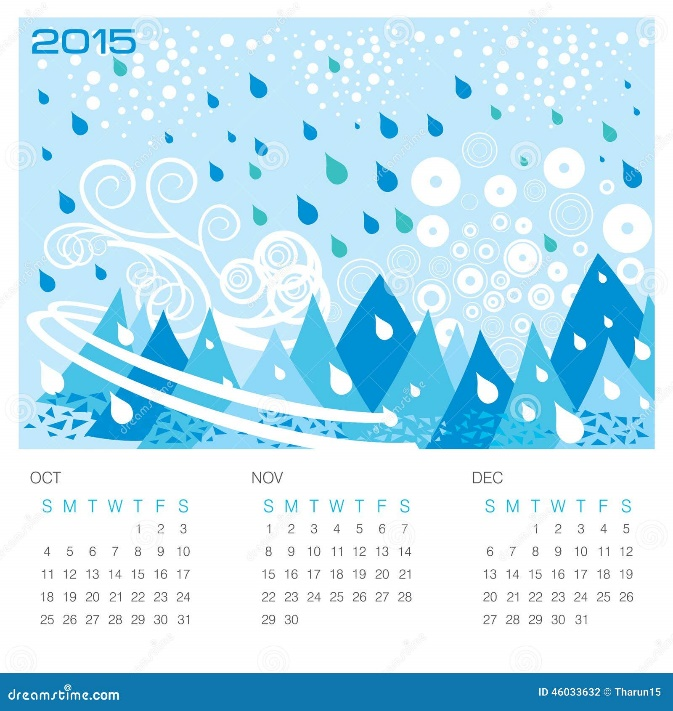 2015
OCT
S M T W T F S
1 2 3
4 5 6 7 8 9 10
11 12 13 14 15 16 17
18 19 20 21 22 23 24
25 26 27 28 29 30 31
NOV
S M T W T F S
1 2 3 4 5 6 7
8 9 10 11 12 13 14
15 16 17 18 19 20 21
22 23 24 25 26 27 28
29 30
DEC
S M T W T F S
1 2 3 4 5
6 7 8 9 10 11 12
13 14 15 16 17 18 19
20 21 22 23 24 25 26
27 28 29 30 31
dreamstime.com
ID 46033632 © Tharun15